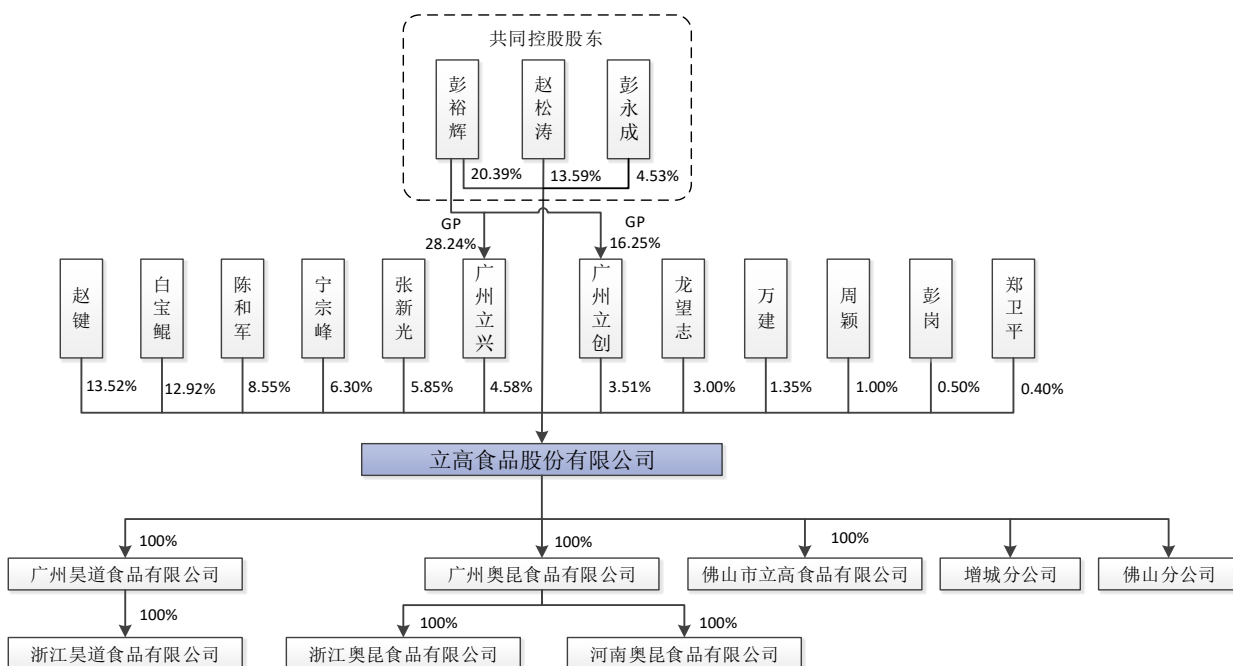 共同控股股东
彭裕辉
赵松涛
彭永成
20.39%
13.59%
4.53%
GP
28.24%
GP
16.25%
赵键
白宝鲲
陈和军
宁宗峰
张新光
广州立兴
广州立创
龙望志
万建
周颖
彭岗
郑卫平
13.52%
12.92%
8.55%
6.30%
5.85%
4.58%
3.51%
3.00%
1.35%
1.00%
0.50%
0.40%
立高食品股份有限公司
100%
100%
100%
广州昊道食品有限公司
广州奥昆食品有限公司
佛山市立高食品有限公司
增城分公司
佛山分公司
100%
100%
100%
浙江昊道食品有限公司
浙江奥昆食品有限公司
河南奥昆食品有限公司